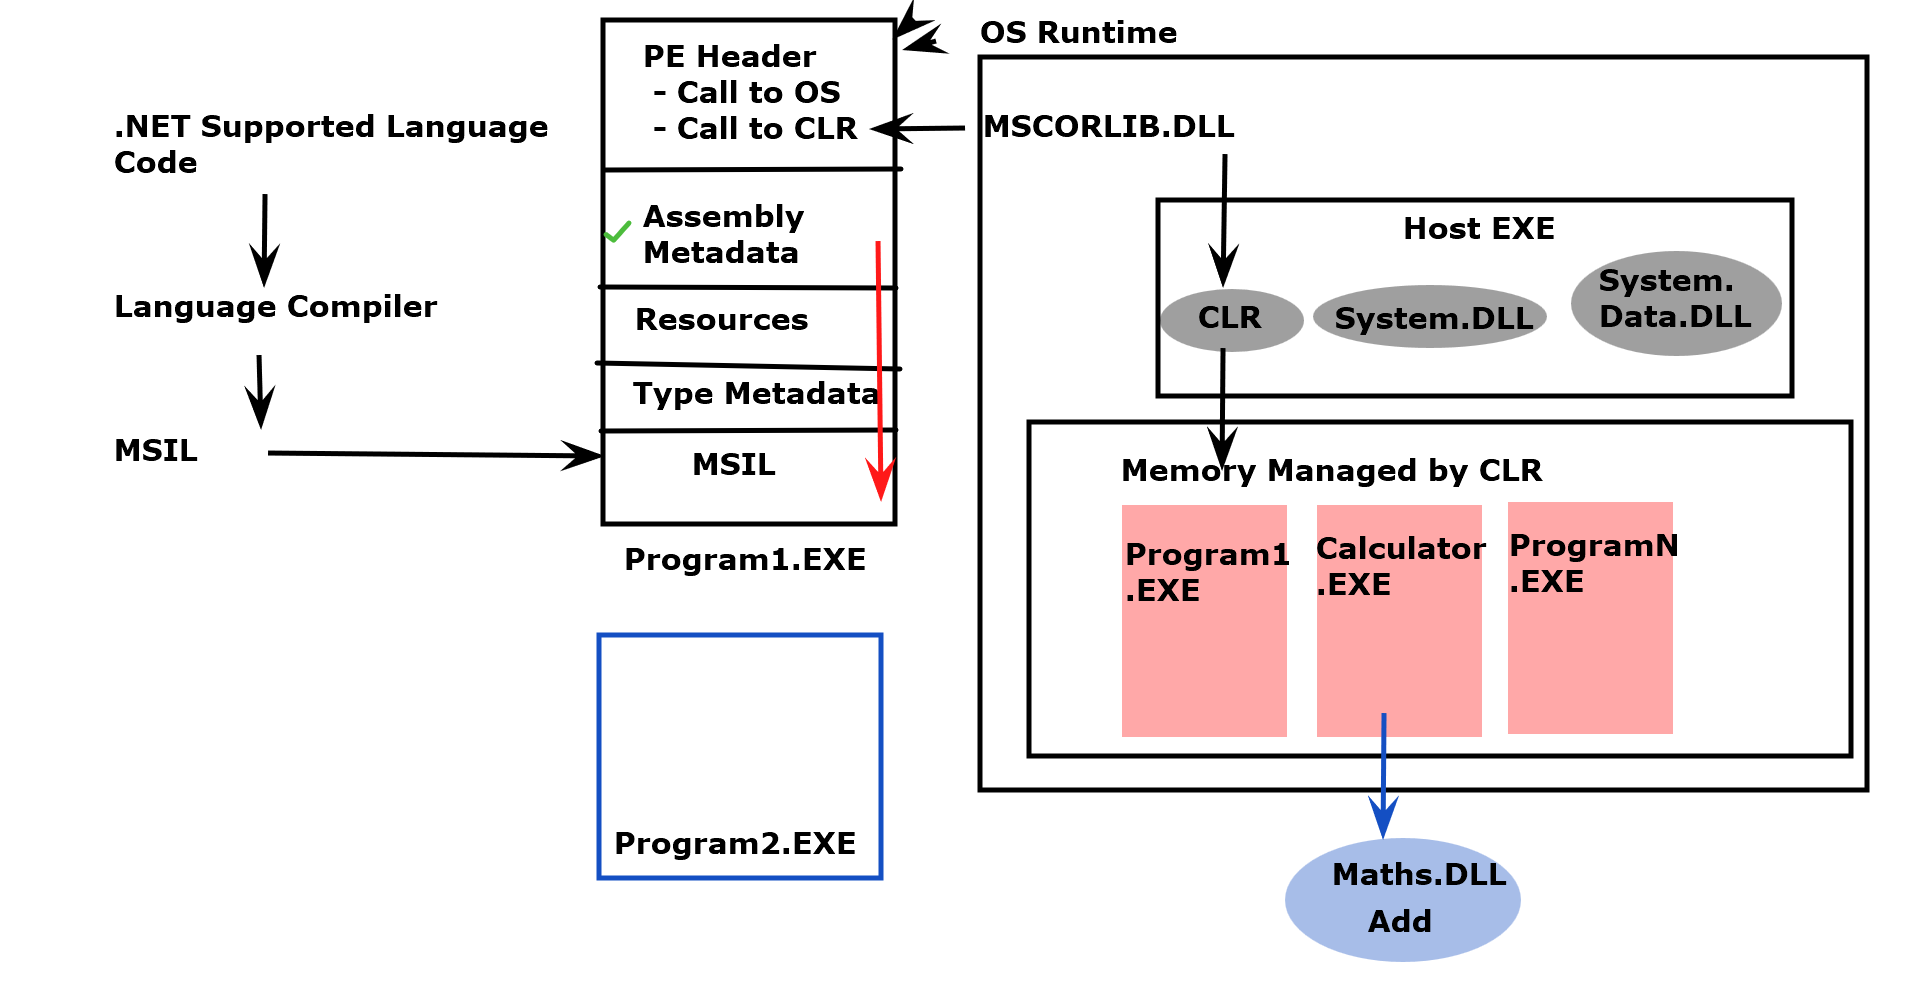 .NET Supported Language
Code
Language Compiler
MSIL
PE Header
- Call to OS
- Call to CLR
Assembly
Metadata
Resources
Type Metadata
MSIL
Program1.EXE
Program2.EXE
OS Runtime
MSCORLIB.DLL
Host EXE
CLR
System.DLL
System.
Data.DLL
Memory Managed by CLR
Program1
.EXE
Calculator
.EXE
ProgramN
.EXE
Maths.DLL
Add